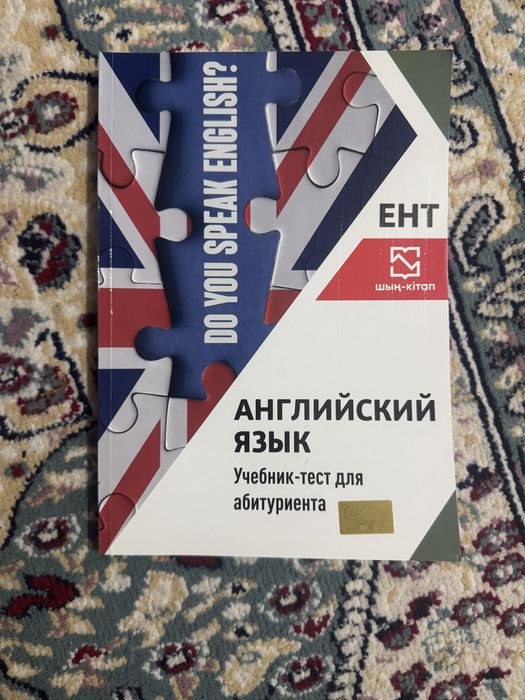 DO YOU SPEAK ENGLISH?
ЕНТ
шың-кітап
АНГЛИЙСКИЙ
ЯЗЫК
Учебник-тест для
абитуриента